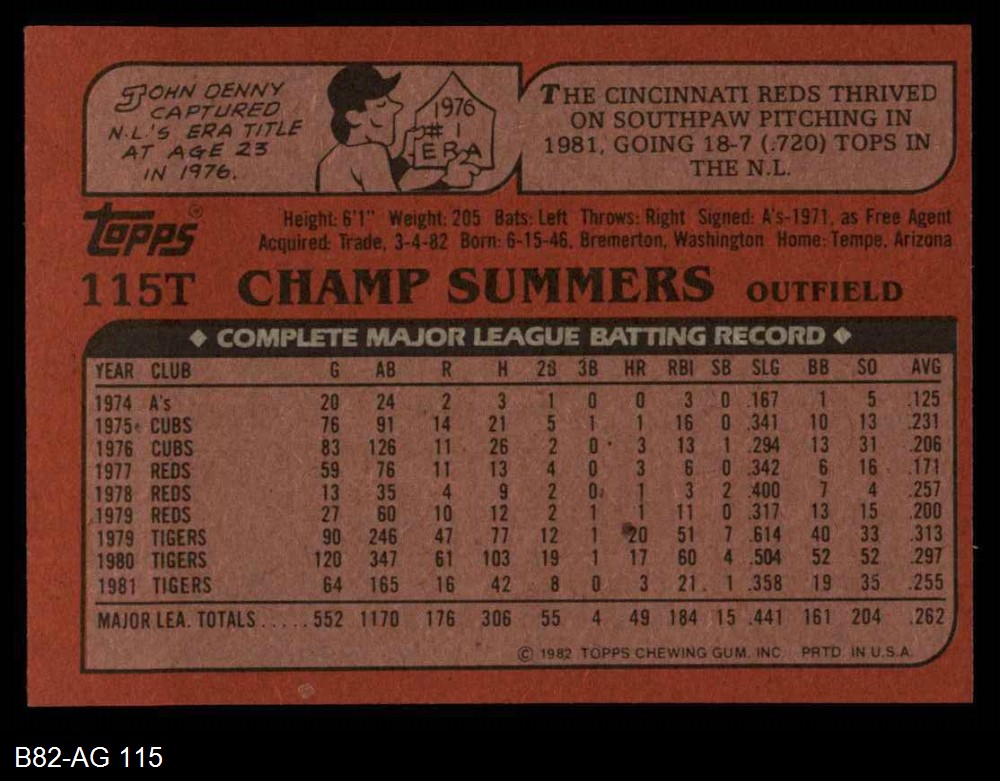 JOHN DENNY
CAPTURED
N.L.'S ERA TITLE
AT AGE 23
IN 1976.
1976
#1
ERA
THE CINCINNATI REDS THRIVED
ON SOUTHPAW PITCHING IN
1981, GOING 18-7 (.720) TOPS IN
THE N.L.
Topps®
Height: 6'1" Weight: 205 Bats: Left Throws: Right Signed: A's-1971, as Free Agent
Acquired: Trade, 3-4-82 Born: 6-15-46, Bremerton, Washington Home: Tempe, Arizona
115T CHAMP SUMMERS OUTFIELD
◆ COMPLETE MAJOR LEAGUE BATTING RECORD ◆
YEAR CLUB G AB R H 2B 3B HR RBI SB SLG BB SO AVG
1974 A's 20 24 2 3 1 0 0 3 0 .167 1 5 .125
1975 CUBS 76 91 14 21 5 1 1 16 0 .341 10 13 .231
1976 CUBS 83 126 11 26 2 0 3 13 1 .294 13 31 .206
1977 REDS 59 76 11 13 4 0 3 6 0 .342 6 16 .171
1978 REDS 13 35 4 9 2 0 1 3 2 .400 7 4 .257
1979 REDS 27 60 10 12 2 1 1 11 0 .317 13 15 .200
1979 TIGERS 90 246 47 77 12 1 20 51 7 .614 40 33 .313
1980 TIGERS 120 347 61 103 19 1 17 60 4 .504 52 52 .297
1981 TIGERS 64 165 16 42 8 0 3 21 1 .358 19 35 .255
MAJOR LEA. TOTALS.....552 1170 176 306 55 4 49 184 15 .441 161 204 .262
© 1982 TOPPS CHEWING GUM, INC. PRTD. IN U.S.A.
B82-AG 115